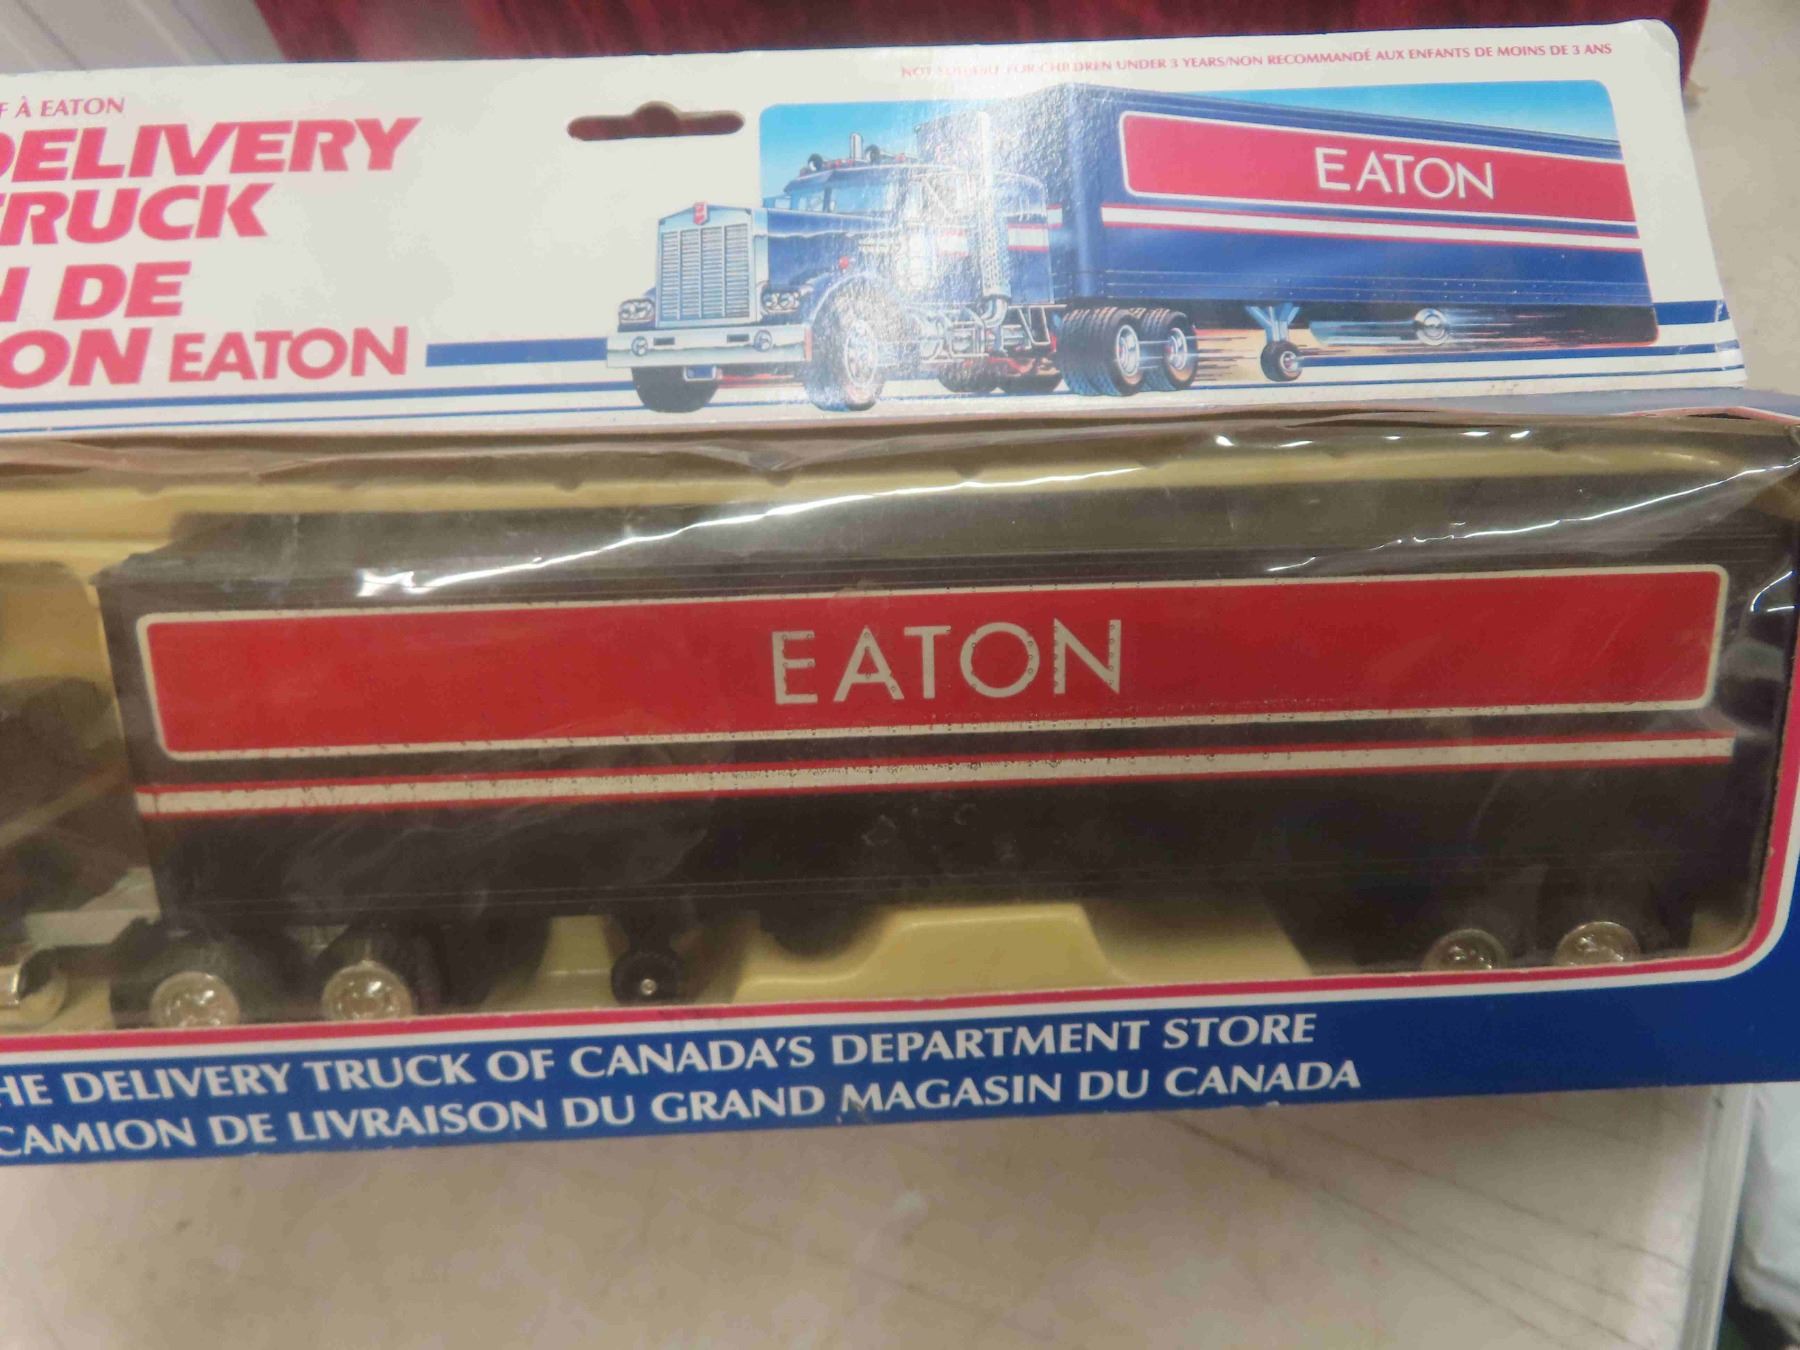 NOT SUITABLE FOR CHILDREN UNDER 3 YEARS/NON RECOMMANDÉ AUX ENFANTS DE MOINS DE 3 ANS
F À EATON
DELIVERY
TRUCK
N DE
ON EATON
EATON
EATON
HE DELIVERY TRUCK OF CANADA'S DEPARTMENT STORE
CAMION DE LIVRAISON DU GRAND MAGASIN DU CANADA